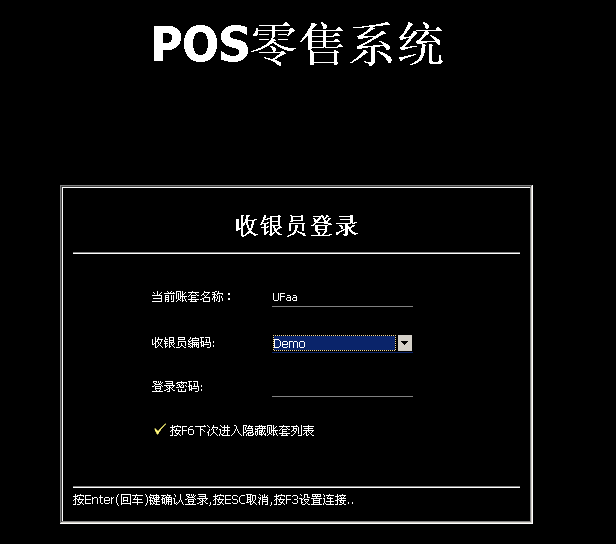 POS零售系统
收银员登录
当前账套名称： UFaa
收银员编码: Demo
登录密码:
按F6下次进入隐藏账套列表
按Enter(回车)键确认登录,按ESC取消,按F3设置连接..